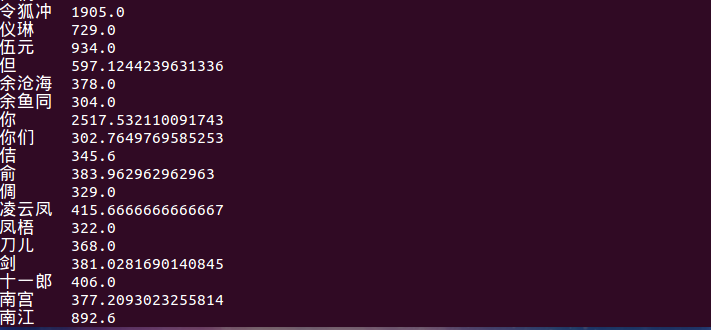 令狐冲 1905.0
仪琳 729.0
伍元 934.0
但 597.1244239631336
余沧海 378.0
余鱼同 304.0
你 2517.532110091743
你们 302.7649769585253
佶 345.6
俞 383.962962962963
倜 329.0
凌云凤 415.6666666666667
凤梧 322.0
刀儿 368.0
剑 381.0281690140845
十一郎 406.0
南宫 377.2093023255814
南江 892.6